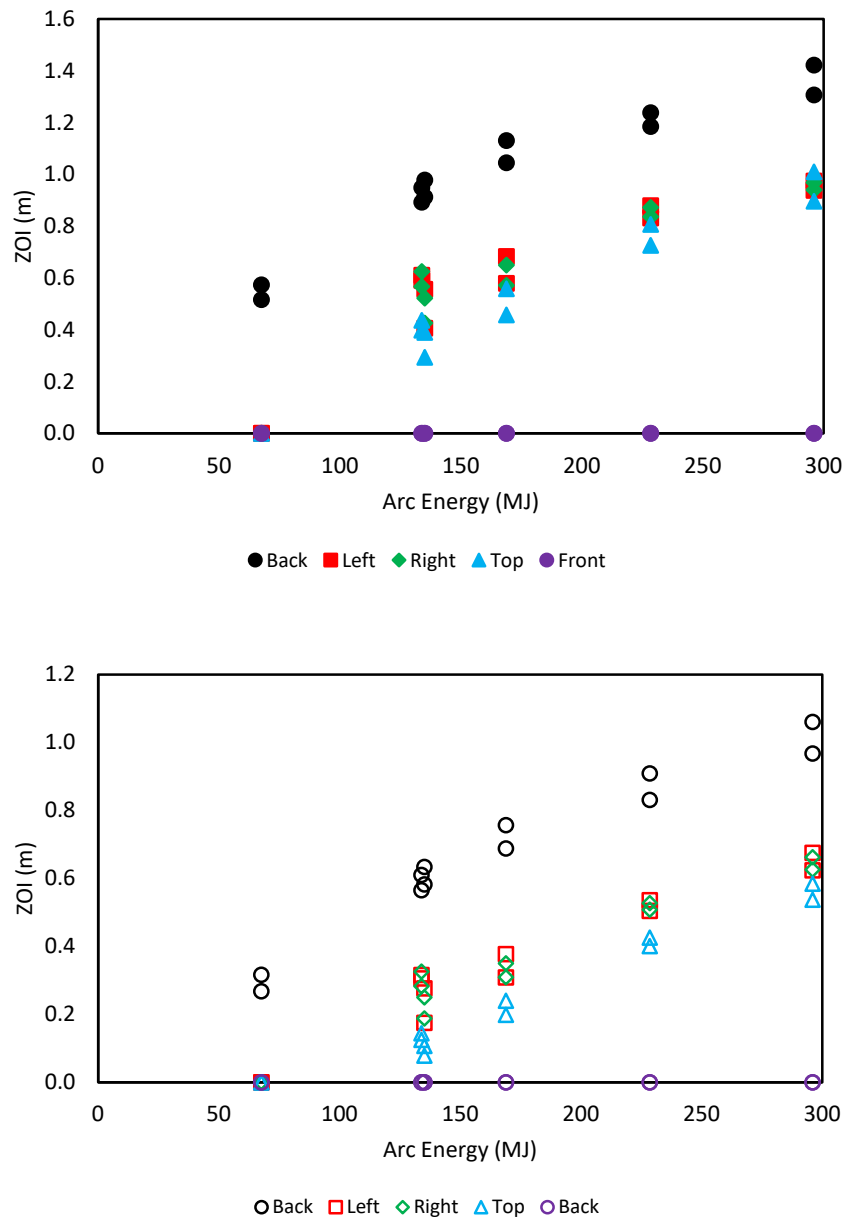 1.6
1.4
1.2
1.0
0.8
0.6
0.4
0.2
0.0
ZOI (m)
0 50 100 150 200 250 300
Arc Energy (MJ)
Back Left Right Top Front
1.2
1.0
0.8
0.6
0.4
0.2
0.0
ZOI (m)
0 50 100 150 200 250 300
Arc Energy (MJ)
Back Left Right Top Back